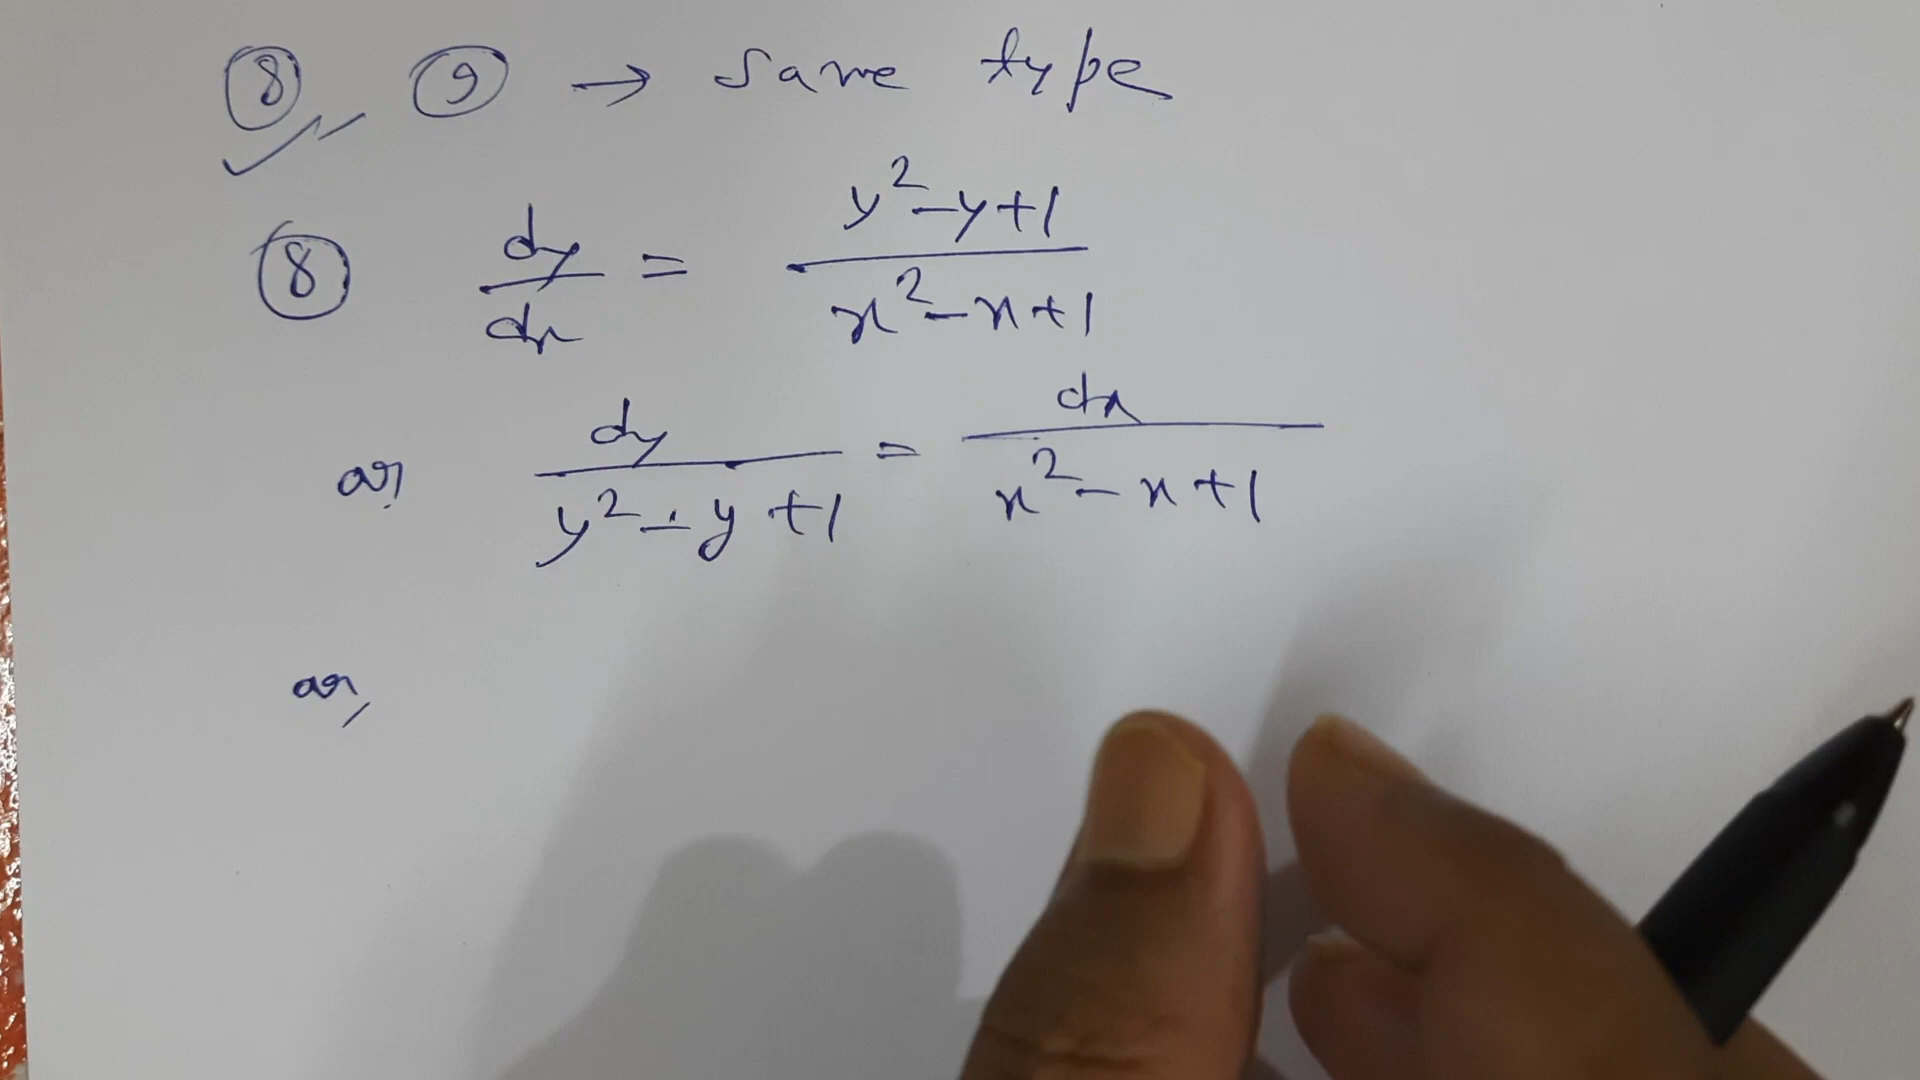 ⑧ ⑨ → Same type
⑧ dy/dx = (y² - y + 1)/(x² - x + 1)
or, dy/(y² - y + 1) = dx/(x² - x + 1)
or,